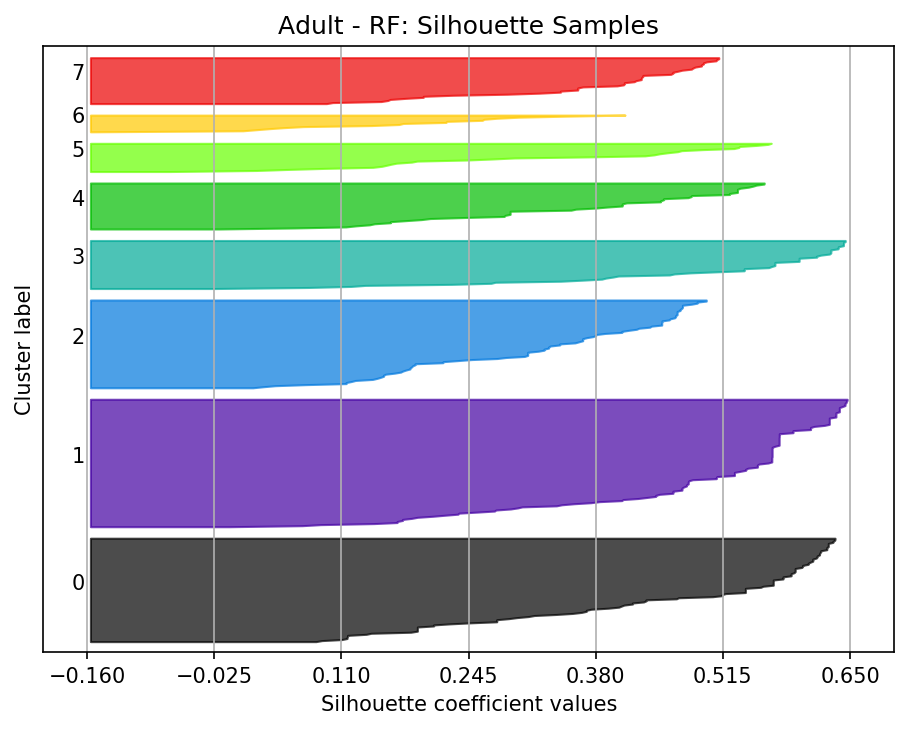 Adult - RF: Silhouette Samples
7
6
5
4
3
2
1
0
Cluster label
−0.160 −0.025 0.110 0.245 0.380 0.515 0.650
Silhouette coefficient values